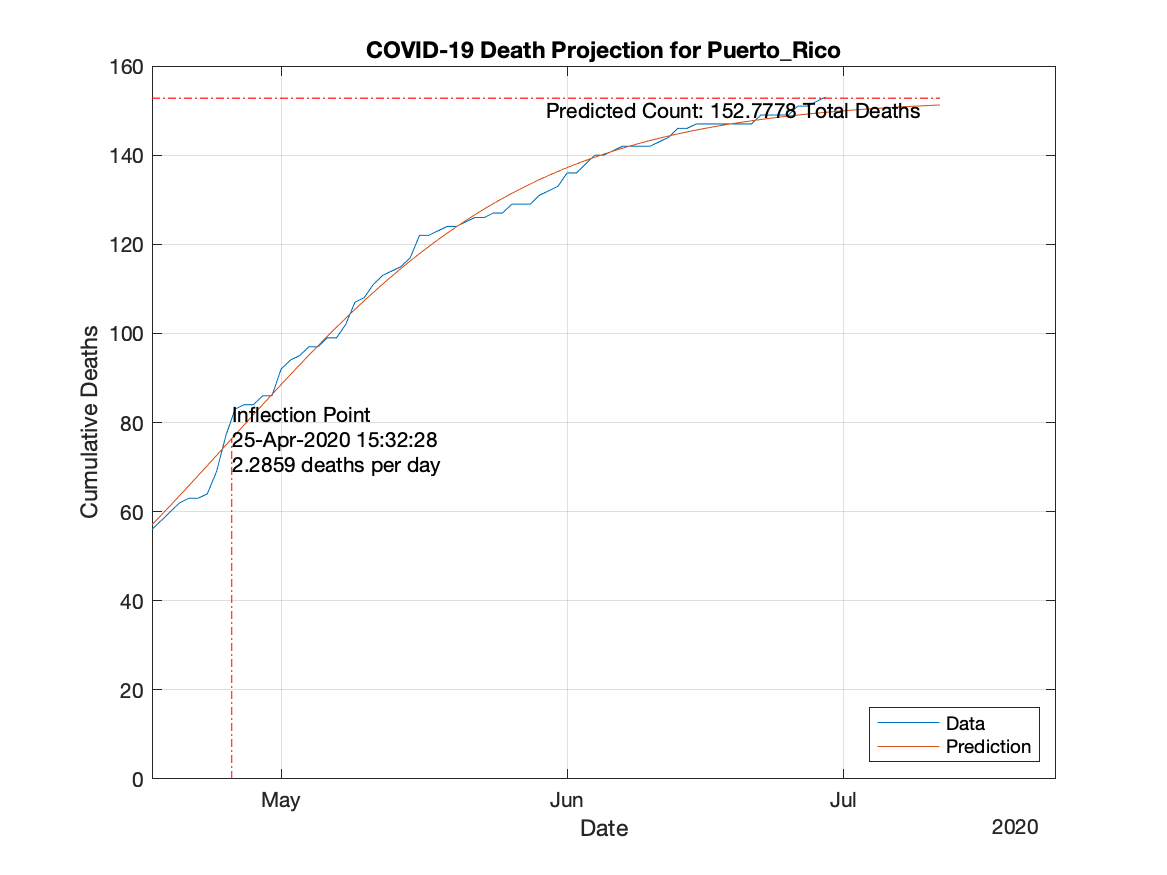 COVID-19 Death Projection for Puerto_Rico
160
140
120
100
80
60
40
20
0
Cumulative Deaths
Predicted Count: 152.7778 Total Deaths
Inflection Point
25-Apr-2020 15:32:28
2.2859 deaths per day
Data
Prediction
May Jun Jul
Date
2020